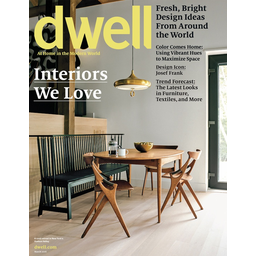 dwell
At Home in the Modern World
Fresh, Bright
Design Ideas
From Around
the World
Color Comes Home:
Using Vibrant Hues
to Maximize Space
Design Icon:
Josef Frank
Trend Forecast:
The Latest Looks
in Furniture,
Textiles, and More
Interiors
We Love
dwell.com